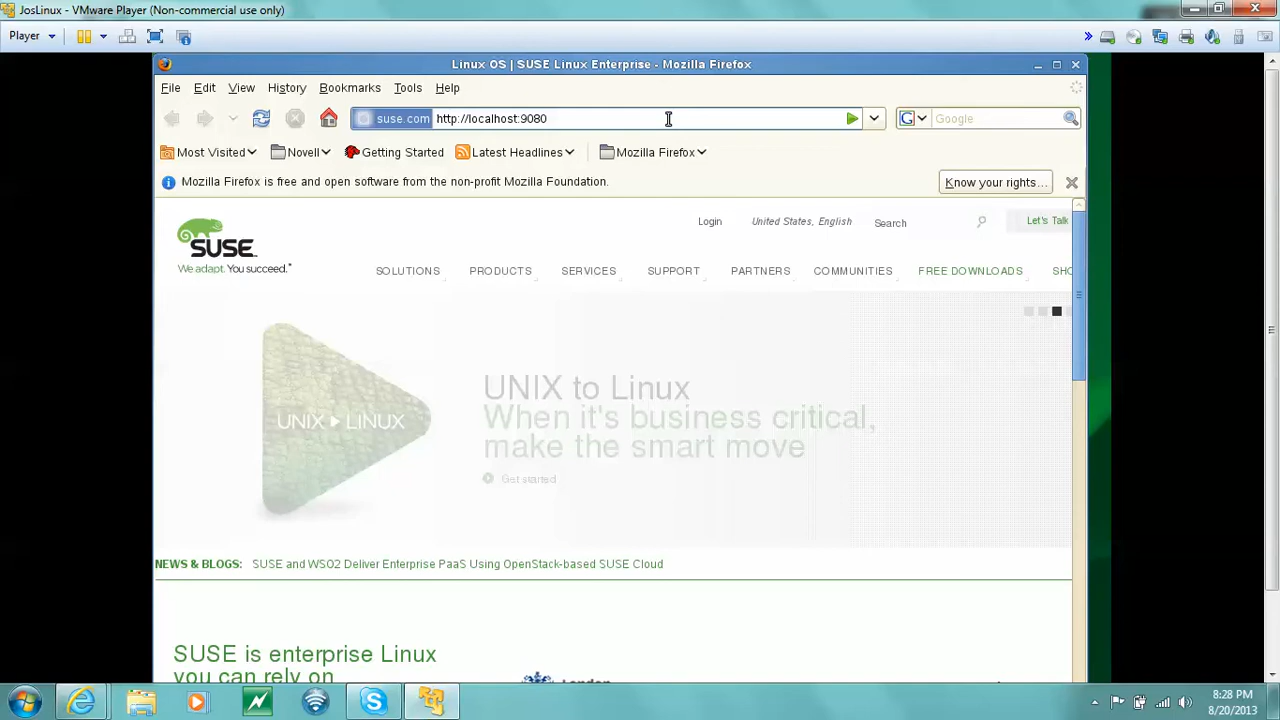 JosLinux - VMware Player (Non-commercial use only)
Player
Linux OS | SUSE Linux Enterprise - Mozilla Firefox
File Edit View History Bookmarks Tools Help
suse.com http://localhost:9080
Google
Most Visited Novell Getting Started Latest Headlines Mozilla Firefox
Mozilla Firefox is free and open software from the non-profit Mozilla Foundation.
Know your rights...
Login United States, English Search Let's Talk
SUSE
We adapt. You succeed.
SOLUTIONS PRODUCTS SERVICES SUPPORT PARTNERS COMMUNITIES FREE DOWNLOADS SHO
UNIX LINUX
UNIX to Linux
When it's business critical,
make the smart move
Get started
NEWS & BLOGS: SUSE and WSO2 Deliver Enterprise PaaS Using OpenStack-based SUSE Cloud
SUSE is enterprise Linux
you can rely on
London
8:28 PM
8/20/2013